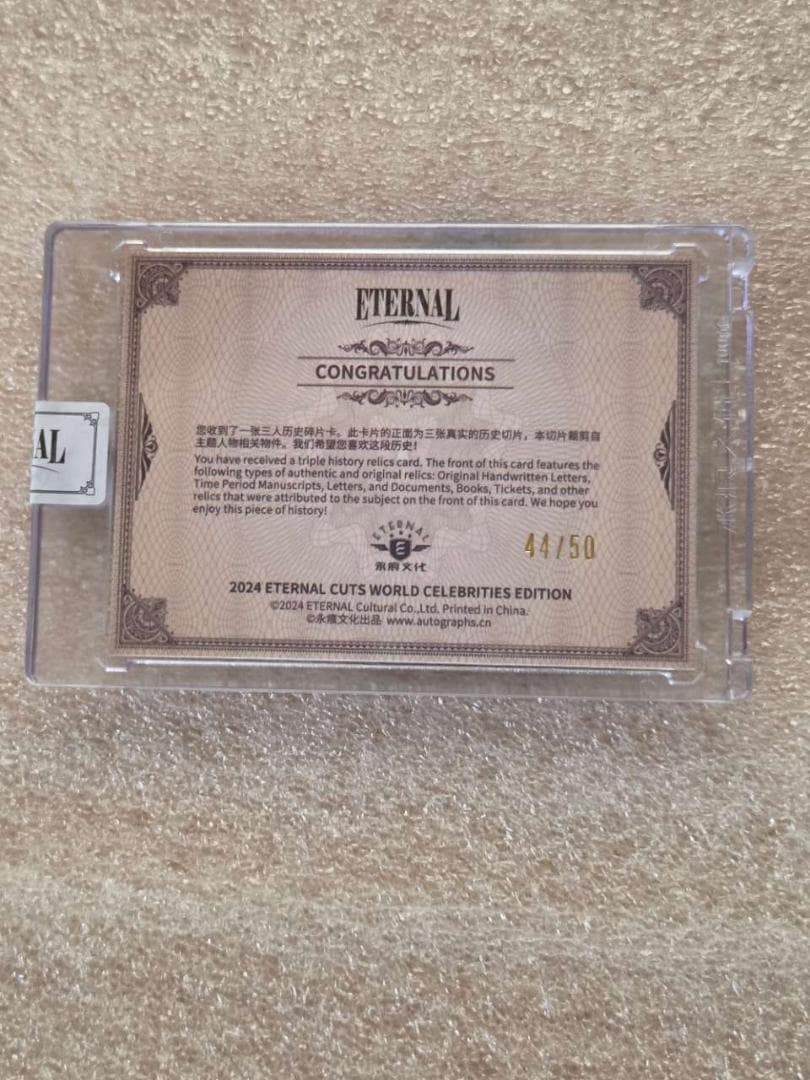 ETERNAL
CONGRATULATIONS
您收到了一张三人历史碎片卡。此卡片的正面为三张真实的历史切片，本切片裁剪自
主题人物相关物件。我们希望您喜欢这段历史！
You have received a triple history relics card. The front of this card features the
following types of authentic and original relics: Original Handwritten Letters,
Time Period Manuscripts, Letters, and Documents, Books, Tickets, and other
relics that were attributed to the subject on the front of this card. We hope you
enjoy this piece of history!
AL
ETERNAL
E
永痕文化
44/50
2024 ETERNAL CUTS WORLD CELEBRITIES EDITION
©2024 ETERNAL Cultural Co.,Ltd. Printed in China.
©永痕文化出品 www.autographs.cn